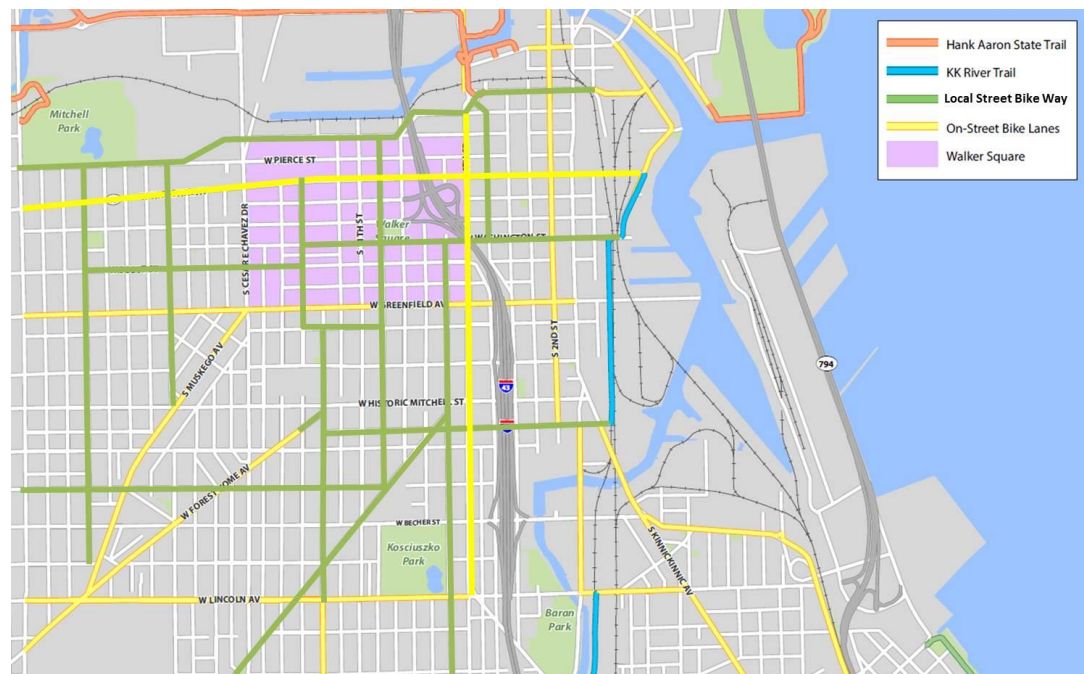 Hank Aaron State Trail
KK River Trail
Local Street Bike Way
On-Street Bike Lanes
Walker Square
Mitchell
Park
W PIERCE ST
S CESAR E CHAVEZ DR
S 11TH ST
Walker
Square
W WASHINGTON ST
W GREENFIELD AV
S MUSKEGO AV
S 2ND ST
794
43
W HISTORIC MITCHELL ST
W FOREST HOME AV
W BECHER ST
Kosciuszko
Park
S KINNICKINNIC AV
W LINCOLN AV
Baran
Park